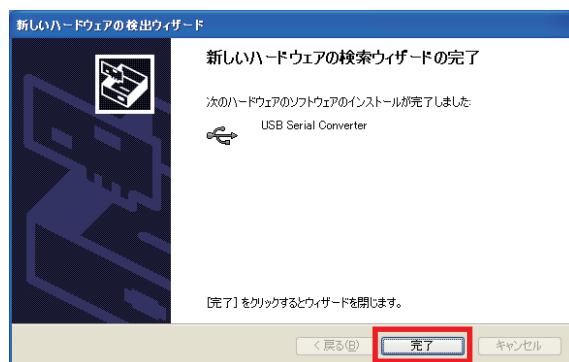 新しいハードウェアの検出ウィザード
新しいハードウェアの検索ウィザードの完了
次のハードウェアのソフトウェアのインストールが完了しました:
USB Serial Converter
[完了] をクリックするとウィザードを閉じます。
< 戻る(B)
完了
キャンセル